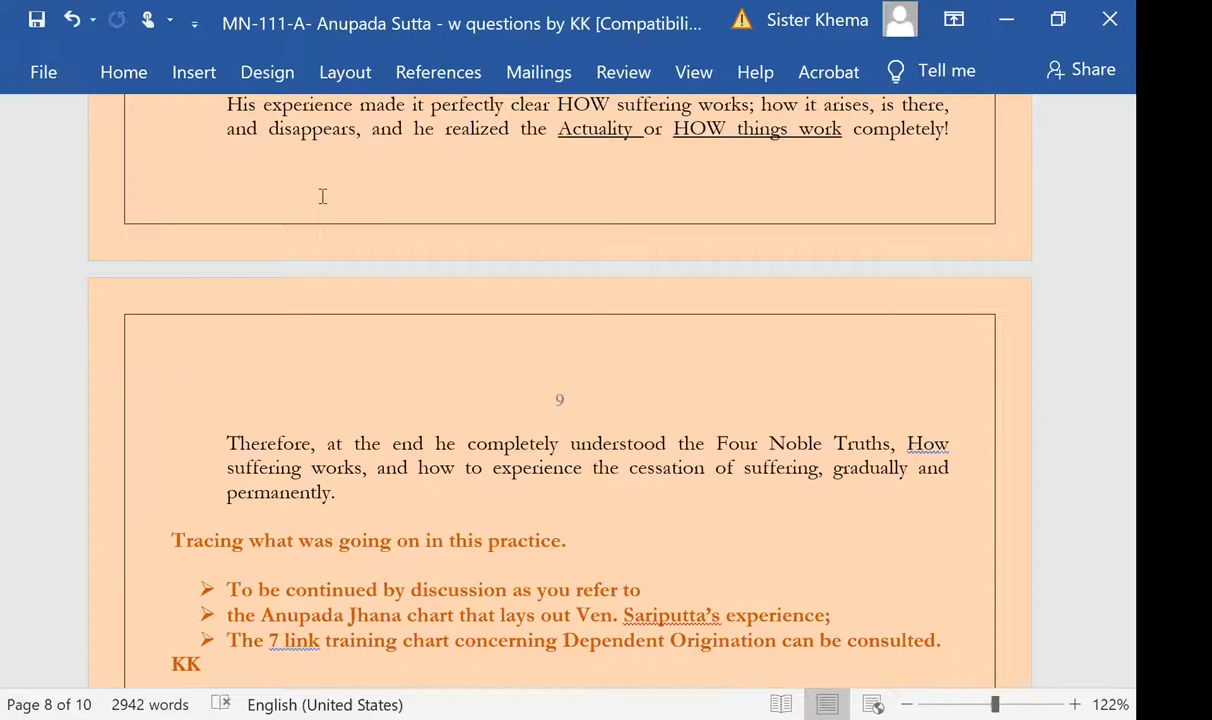 MN-111-A- Anupada Sutta - w questions by KK [Compatibili...
Sister Khema
File Home Insert Design Layout References Mailings Review View Help Acrobat Tell me Share
His experience made it perfectly clear HOW suffering works; how it arises, is there,
and disappears, and he realized the Actuality or HOW things work completely!
9
Therefore, at the end he completely understood the Four Noble Truths, How
suffering works, and how to experience the cessation of suffering, gradually and
permanently.
Tracing what was going on in this practice.
➢ To be continued by discussion as you refer to
➢ the Anupada Jhana chart that lays out Ven. Sariputta's experience;
➢ The 7 link training chart concerning Dependent Origination can be consulted.
KK
Page 8 of 10 2942 words English (United States) 122%